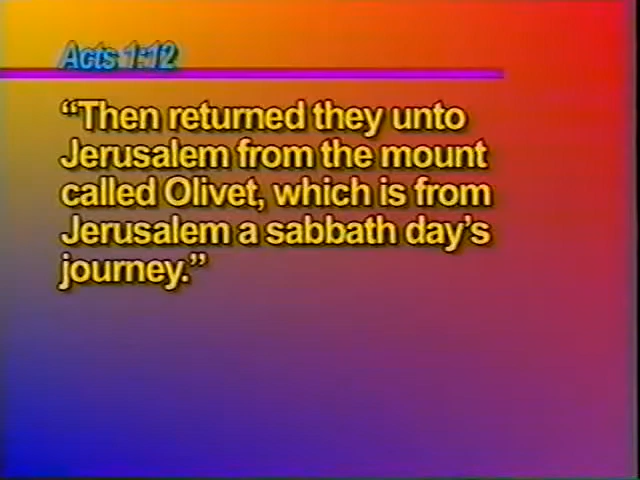 Acts 1:12
“Then returned they unto
Jerusalem from the mount
called Olivet, which is from
Jerusalem a sabbath day’s
journey.”